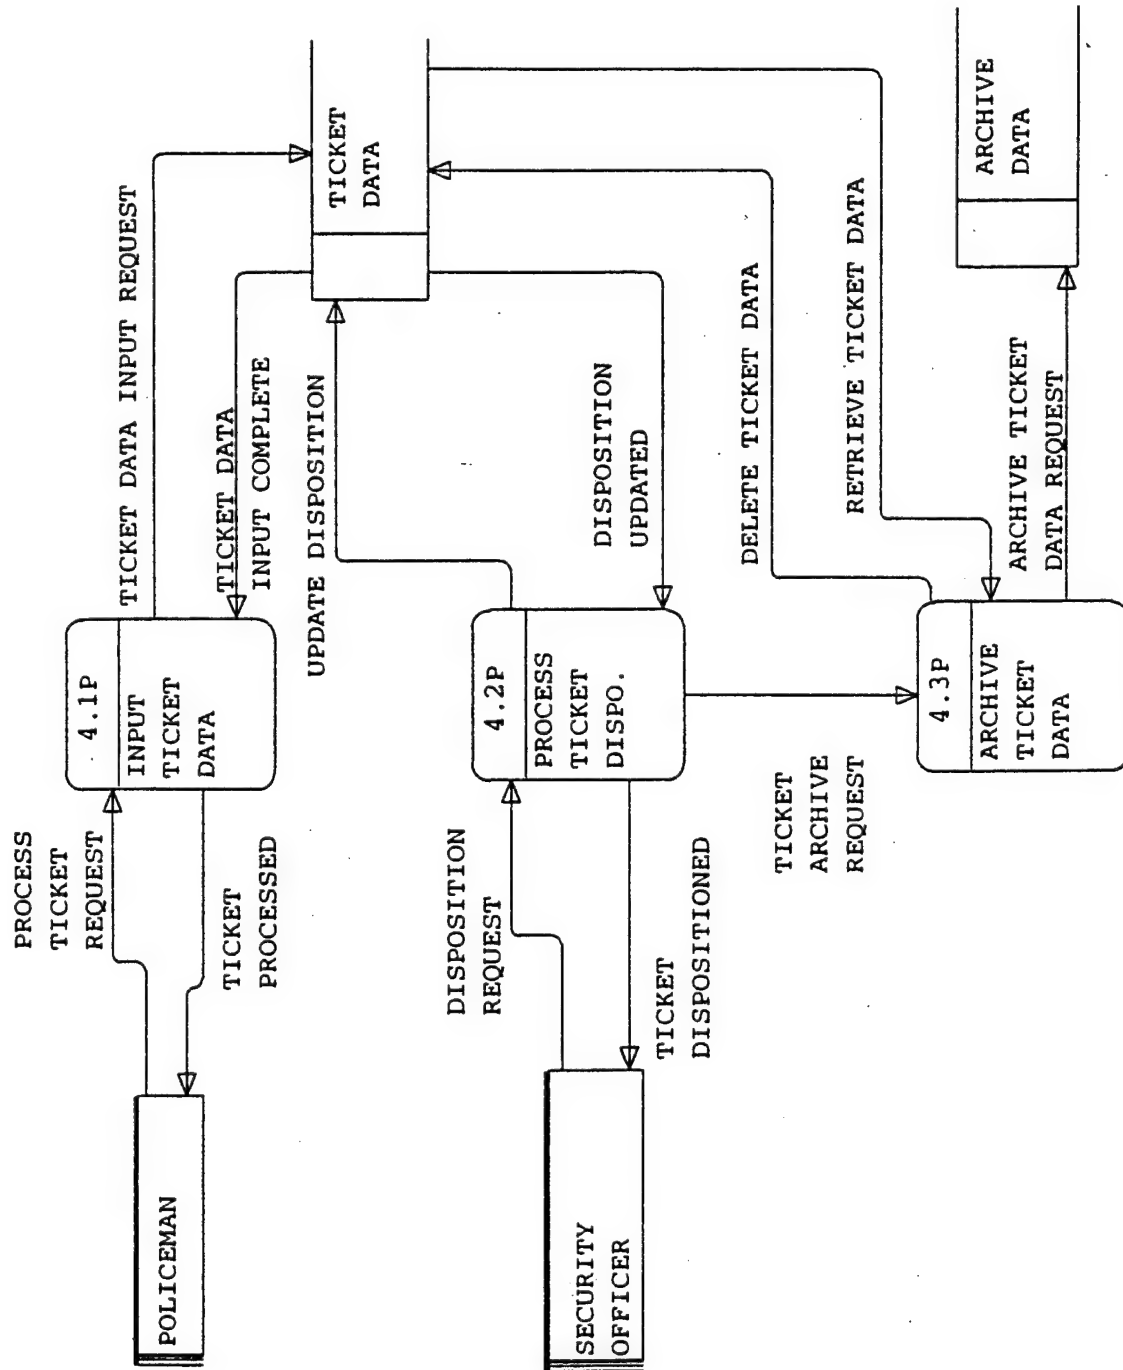 PROCESS
TICKET
REQUEST
POLICEMAN
TICKET
PROCESSED
4.1P
INPUT
TICKET
DATA
TICKET DATA INPUT REQUEST
TICKET DATA
INPUT COMPLETE
UPDATE DISPOSITION
TICKET
DATA
DISPOSITION
REQUEST
SECURITY
OFFICER
TICKET
DISPOSITIONED
4.2P
PROCESS
TICKET
DISPO.
DISPOSITION
UPDATED
DELETE TICKET DATA
TICKET
ARCHIVE
REQUEST
RETRIEVE TICKET DATA
4.3P
ARCHIVE
TICKET
DATA
ARCHIVE TICKET
DATA REQUEST
ARCHIVE
DATA